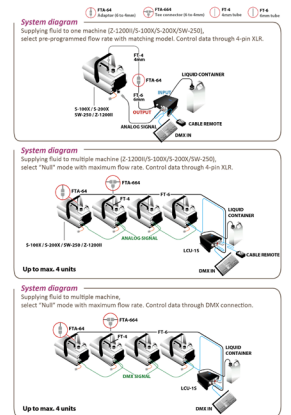 FTA-64
Adaptor (6-to-4mm)
FTA-664
Tee connector (6-to-4mm)
FT-4
4mm tube
FT-6
6mm tube
System diagram
Supplying fluid to one machine (Z-1200II/S-100X/S-200X/SW-250),
select pre-programmed flow rate with matching model. Control data through 4-pin XLR.
FT-4
4mm
FTA-64
LIQUID CONTAINER
FT-6
6mm
INPUT
OUTPUT
S-100X / S-200X
SW-250 / Z-1200II
ANALOG SIGNAL
CABLE REMOTE
DMX IN
System diagram
Supplying fluid to multiple machine (Z-1200II/S-100X/S-200X/SW-250),
select "Null" mode with maximum flow rate. Control data through 4-pin XLR.
FTA-64
FTA-664
FT-4
FT-4
FT-4
LIQUID
CONTAINER
ANALOG SIGNAL
S-100X / S-200X / SW-250 / Z-1200II
LCU-1S
CABLE REMOTE
Up to max. 4 units
DMX IN
System diagram
Supplying fluid to multiple machine,
select "Null" mode with maximum flow rate. Control data through DMX connection.
FTA-64
FTA-664
FT-6
FT-4
LIQUID
CONTAINER
DMX SIGNAL
LCU-1S
Up to max. 4 units
DMX IN